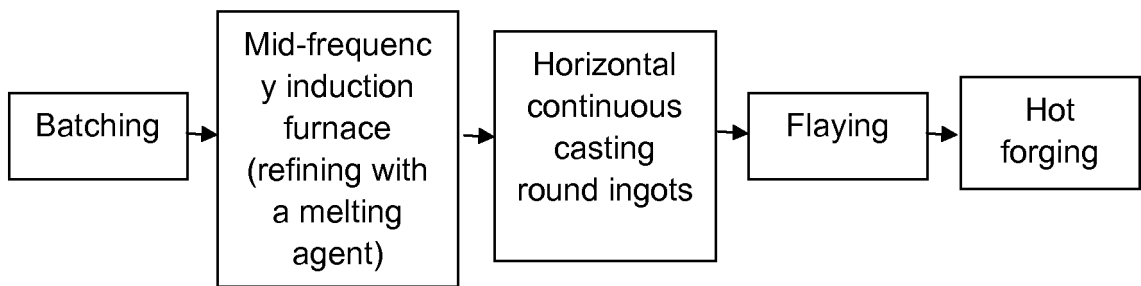 Batching
Mid-frequenc
y induction
furnace
(refining with
a melting
agent)
Horizontal
continuous
casting
round ingots
Flaying
Hot
forging